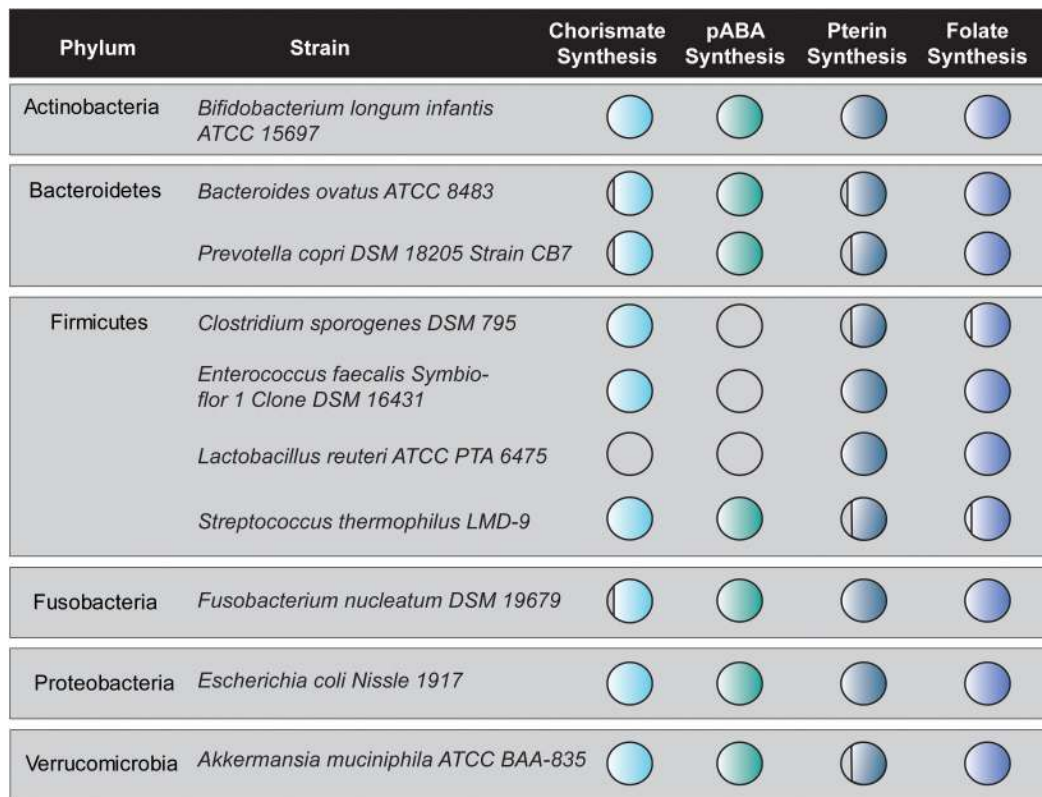 Phylum Strain Chorismate Synthesis pABA Synthesis Pterin Synthesis Folate Synthesis
Actinobacteria Bifidobacterium longum infantis
ATCC 15697
Bacteroidetes Bacteroides ovatus ATCC 8483
Prevotella copri DSM 18205 Strain CB7
Firmicutes Clostridium sporogenes DSM 795
Enterococcus faecalis Symbio-
flor 1 Clone DSM 16431
Lactobacillus reuteri ATCC PTA 6475
Streptococcus thermophilus LMD-9
Fusobacteria Fusobacterium nucleatum DSM 19679
Proteobacteria Escherichia coli Nissle 1917
Verrucomicrobia Akkermansia muciniphila ATCC BAA-835